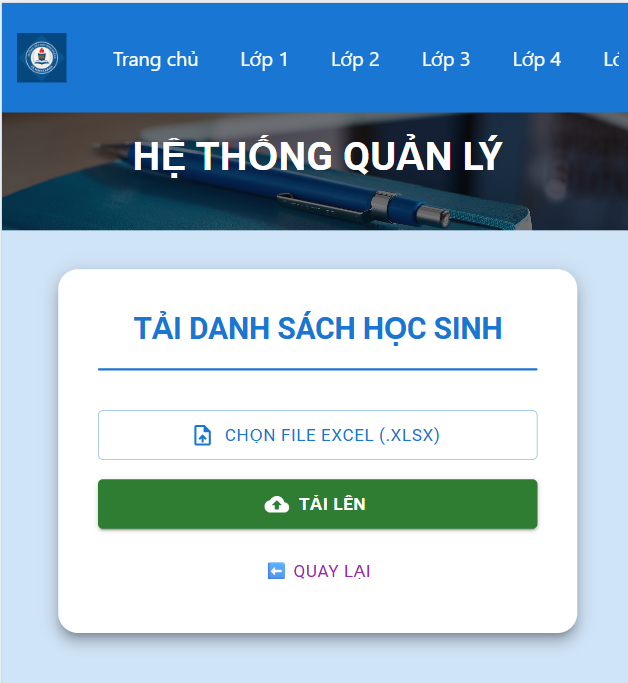 Trang chủ Lớp 1 Lớp 2 Lớp 3 Lớp 4
HỆ THỐNG QUẢN LÝ
TẢI DANH SÁCH HỌC SINH
CHỌN FILE EXCEL (.XLSX)
TẢI LÊN
QUAY LẠI